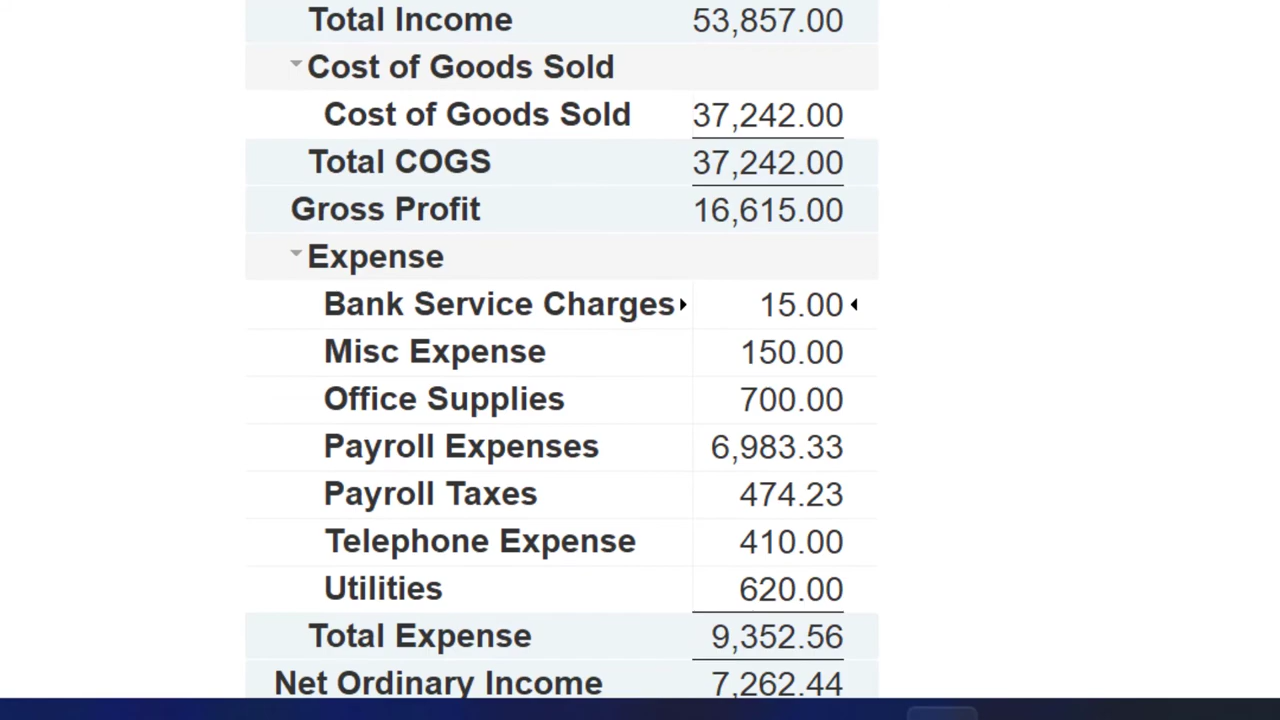 Total Income 53,857.00
Cost of Goods Sold
Cost of Goods Sold 37,242.00
Total COGS 37,242.00
Gross Profit 16,615.00
Expense
Bank Service Charges 15.00
Misc Expense 150.00
Office Supplies 700.00
Payroll Expenses 6,983.33
Payroll Taxes 474.23
Telephone Expense 410.00
Utilities 620.00
Total Expense 9,352.56
Net Ordinary Income 7,262.44